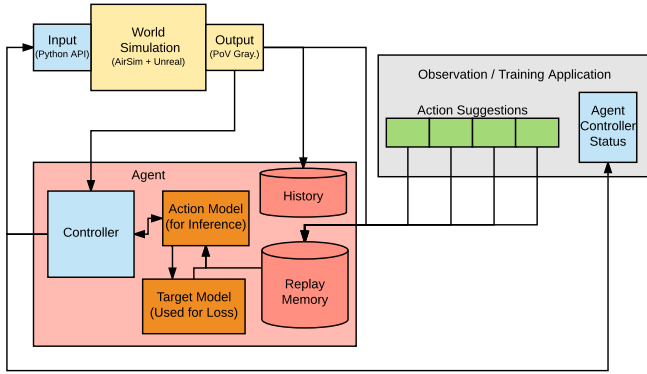 Input
(Python API)
World
Simulation
(AirSim + Unreal)
Output
(PoV Gray.)
Observation / Training Application
Action Suggestions
Agent
Controller
Status
Agent
Controller
Action Model
(for Inference)
History
Target Model
(Used for Loss)
Replay
Memory